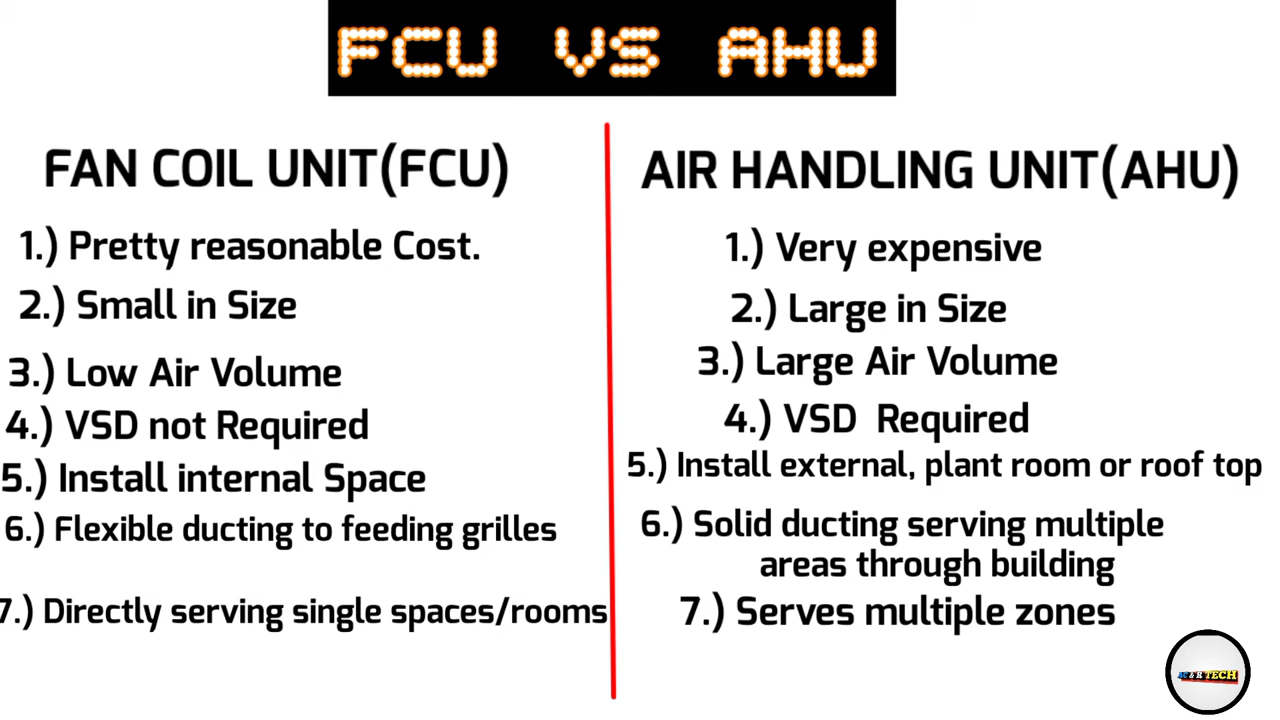 FCU VS AHU
FAN COIL UNIT(FCU)
1.) Pretty reasonable Cost.
2.) Small in Size
3.) Low Air Volume
4.) VSD not Required
5.) Install internal Space
6.) Flexible ducting to feeding grilles
7.) Directly serving single spaces/rooms
AIR HANDLING UNIT(AHU)
1.) Very expensive
2.) Large in Size
3.) Large Air Volume
4.) VSD  Required
5.) Install external, plant room or roof top
6.) Solid ducting serving multiple
areas through building
7.) Serves multiple zones
AC & R TECH